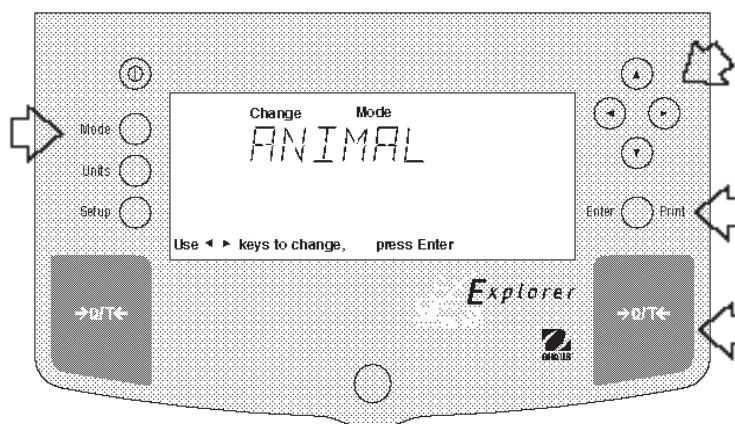 Change Mode
ANIMAL
Mode
Units
Setup
Enter Print
Use ◄ ► keys to change, press Enter
→0/T←
Explorer
→0/T←
OHAUS